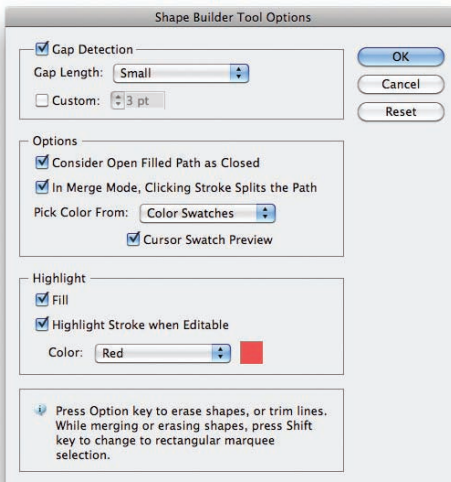 Shape Builder Tool Options
Gap Detection
Gap Length: Small
Custom: 3 pt
OK
Cancel
Reset
Options
Consider Open Filled Path as Closed
In Merge Mode, Clicking Stroke Splits the Path
Pick Color From: Color Swatches
Cursor Swatch Preview
Highlight
Fill
Highlight Stroke when Editable
Color: Red
Press Option key to erase shapes, or trim lines.
While merging or erasing shapes, press Shift
key to change to rectangular marquee
selection.